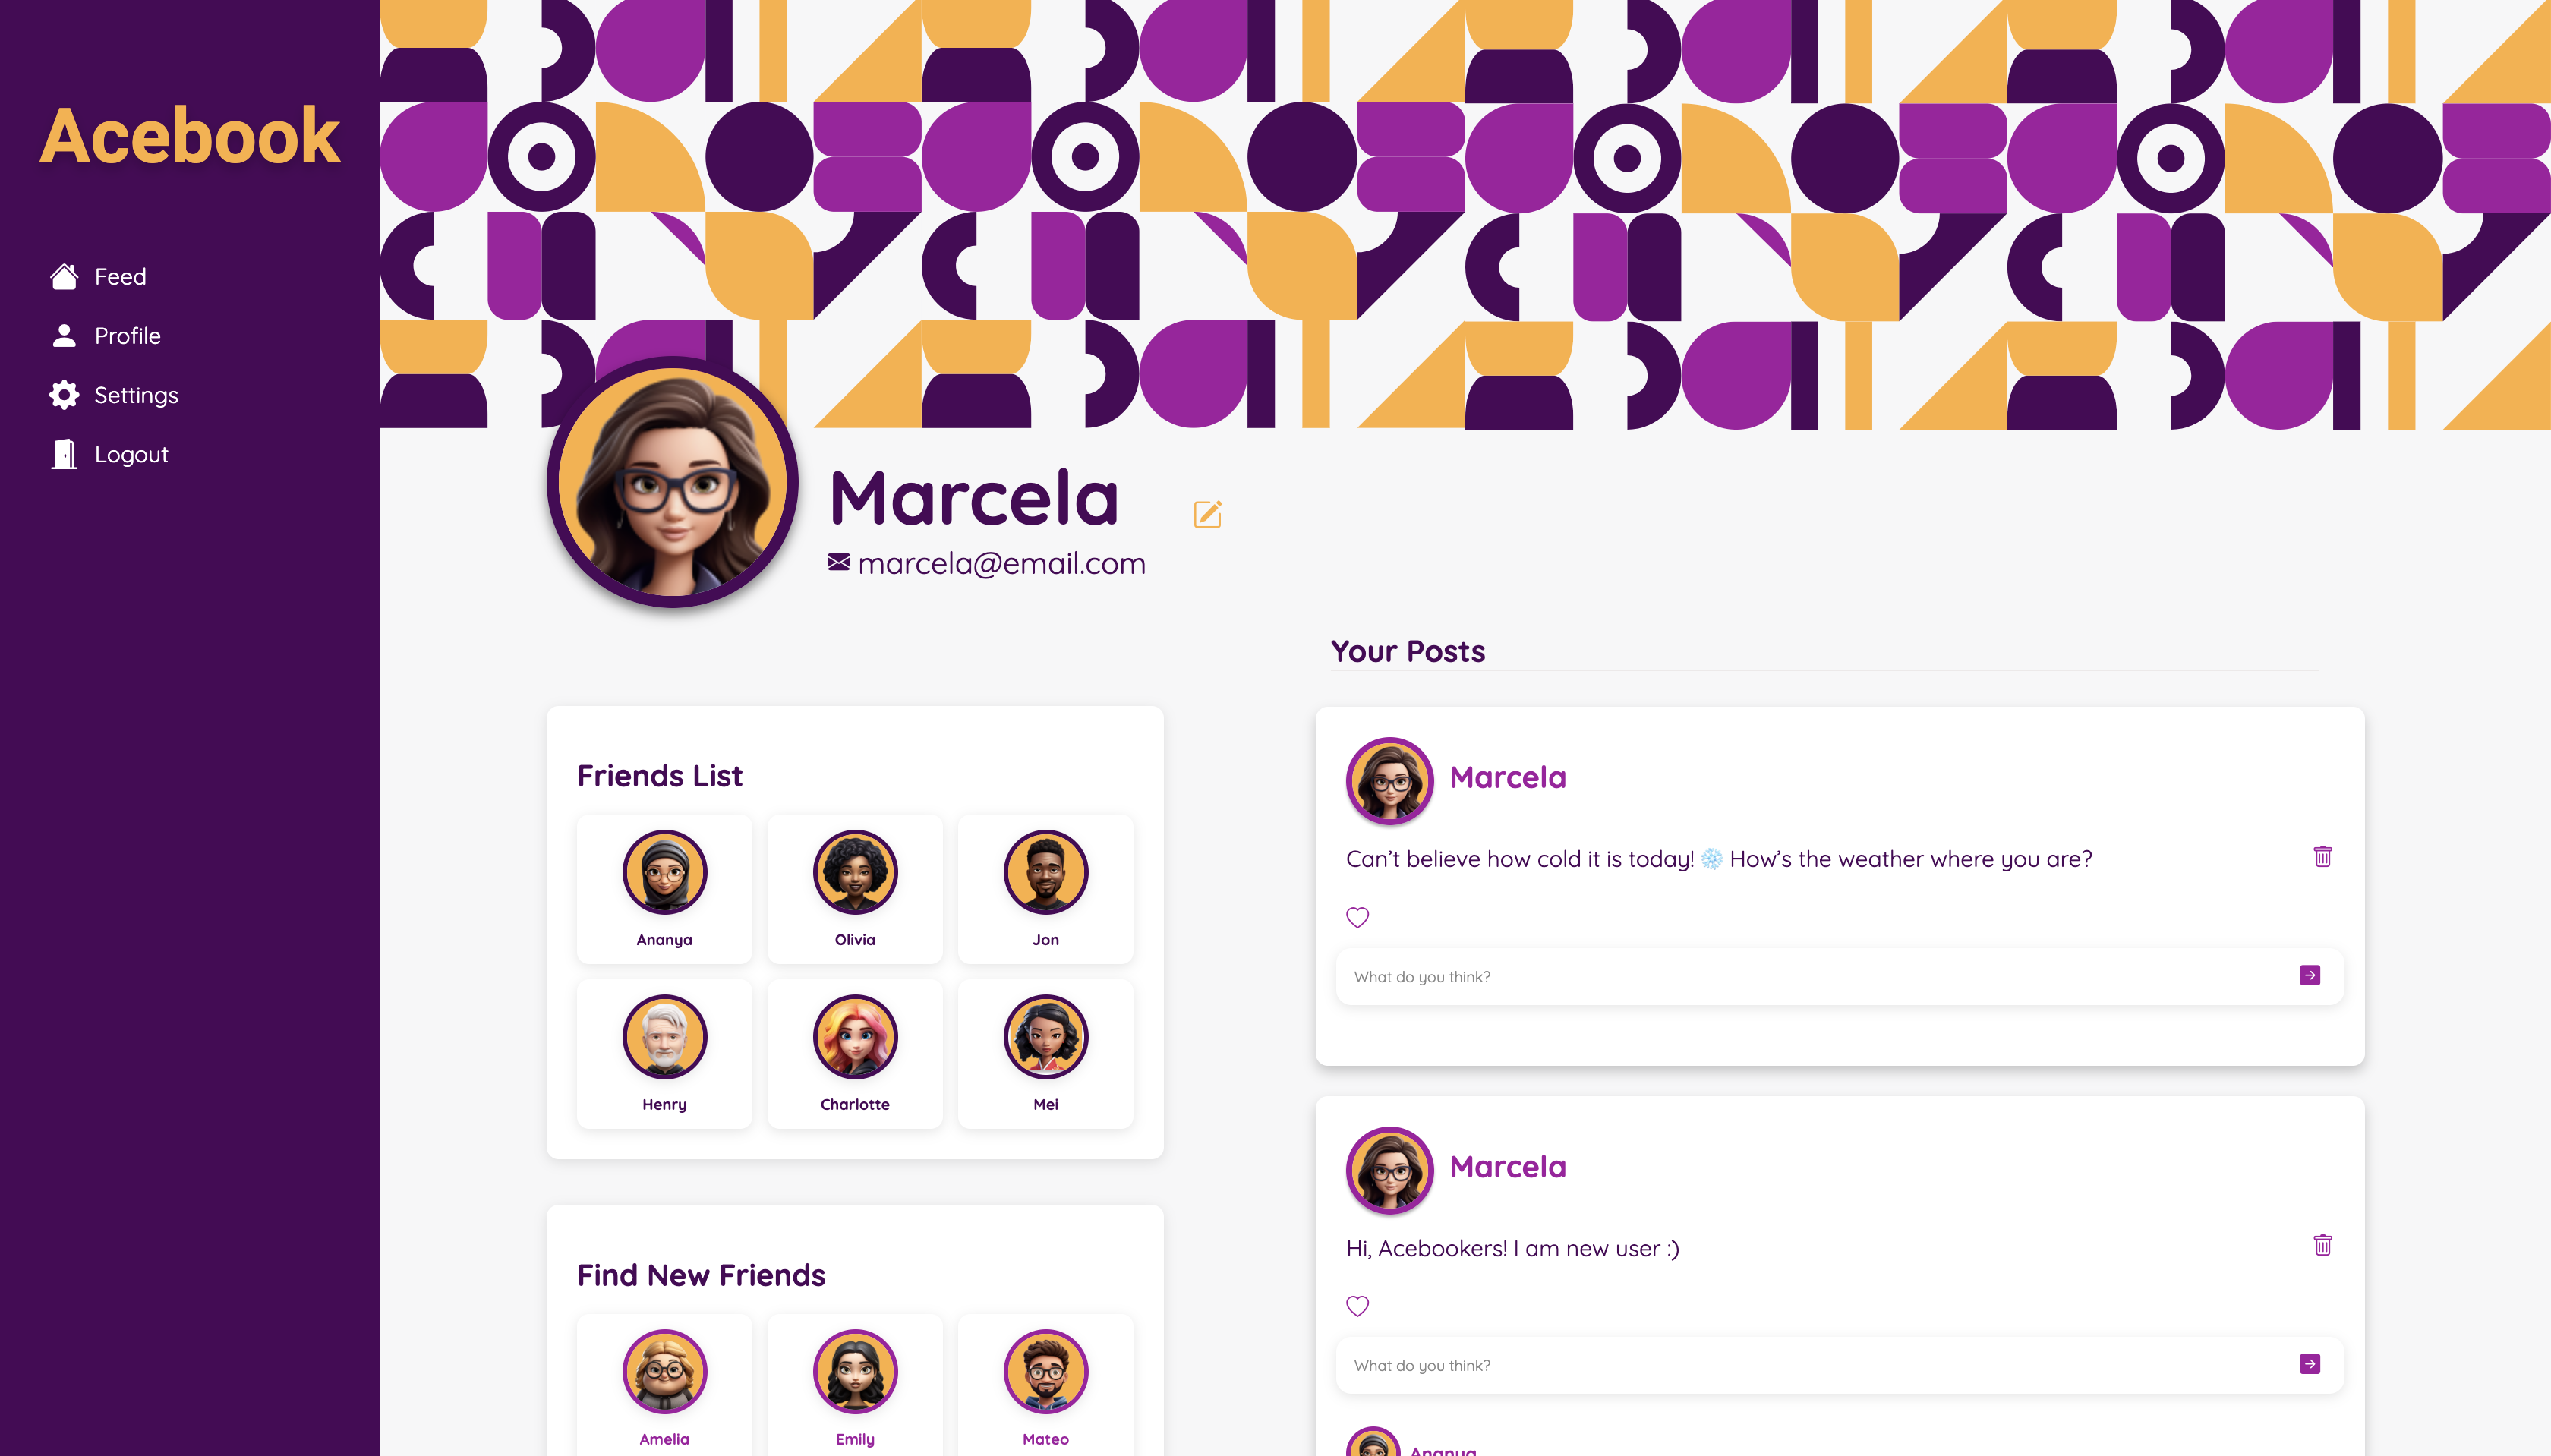 Acebook
Feed
Profile
Settings
Logout
Marcela
marcela@email.com
Your Posts
Friends List
Ananya
Olivia
Jon
Henry
Charlotte
Mei
Find New Friends
Amelia
Emily
Mateo
Marcela
Can’t believe how cold it is today! ❄️ How’s the weather where you are?
What do you think?
Marcela
Hi, Acebookers! I am new user :)
What do you think?
Ananya